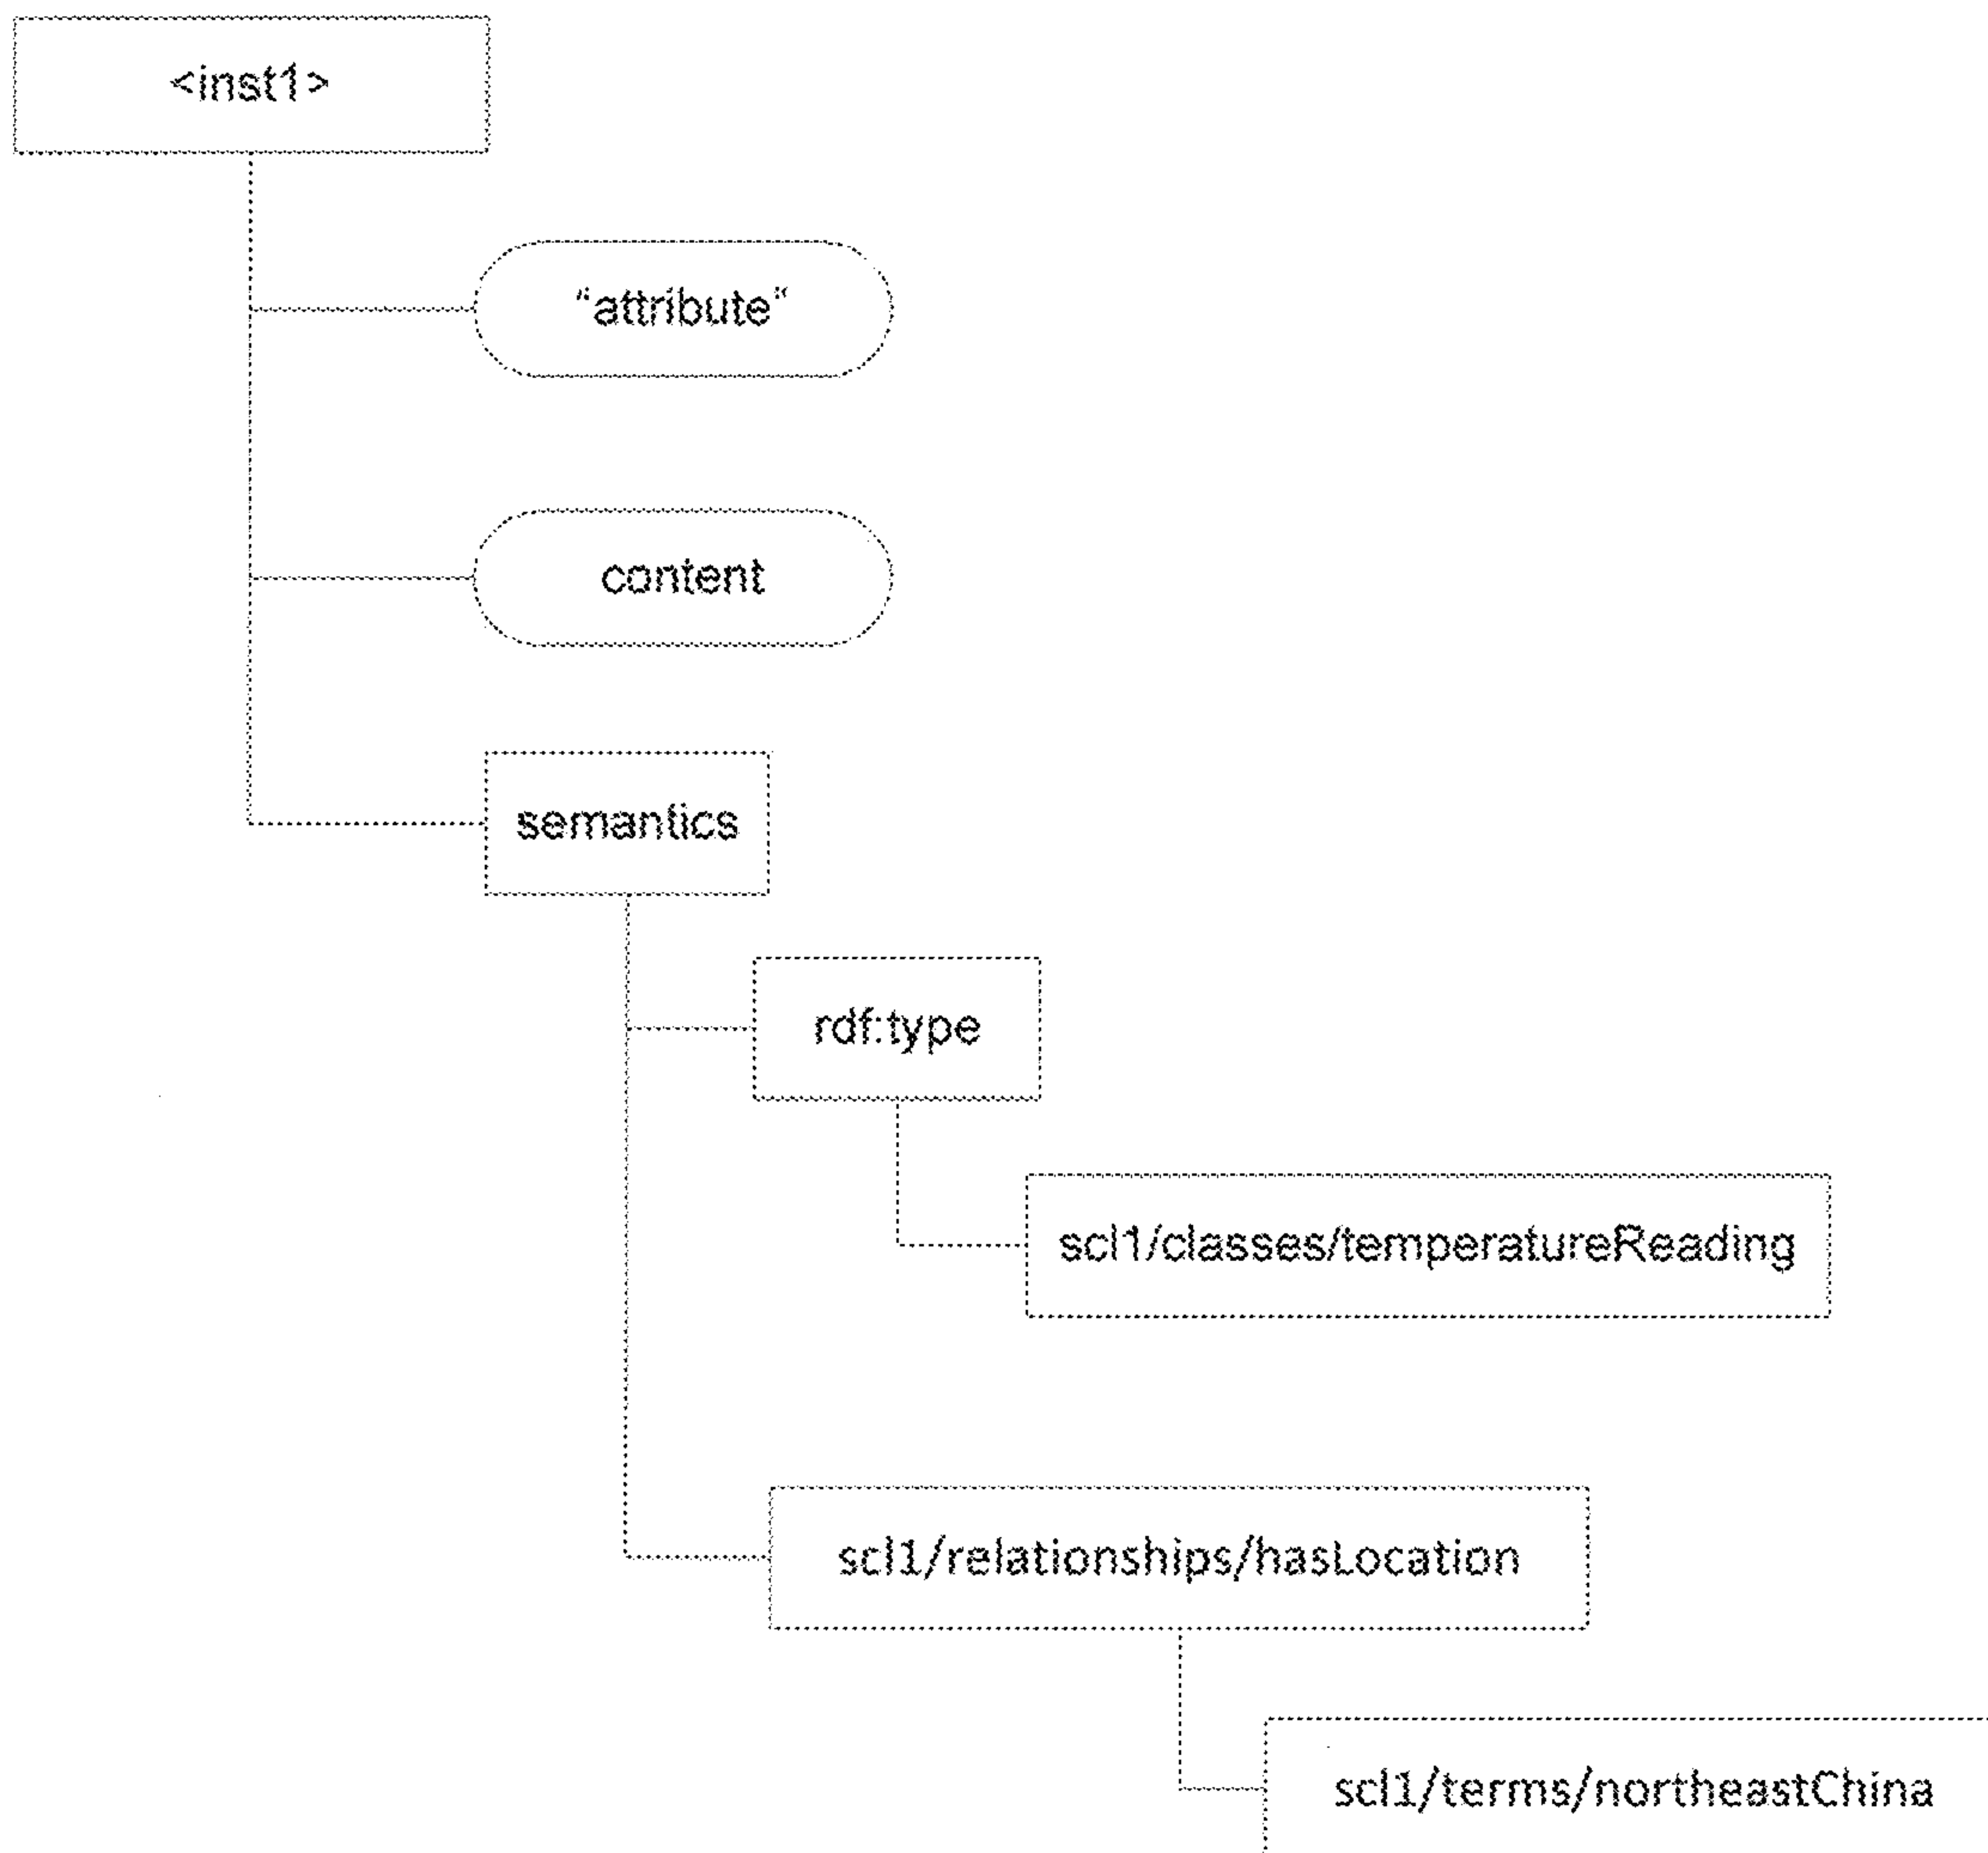 <inst1>
“attribute”
content
semantics
rdf:type
scl1/classes/temperatureReading
scl1/relationships/hasLocation
scl1/terms/northeastChina